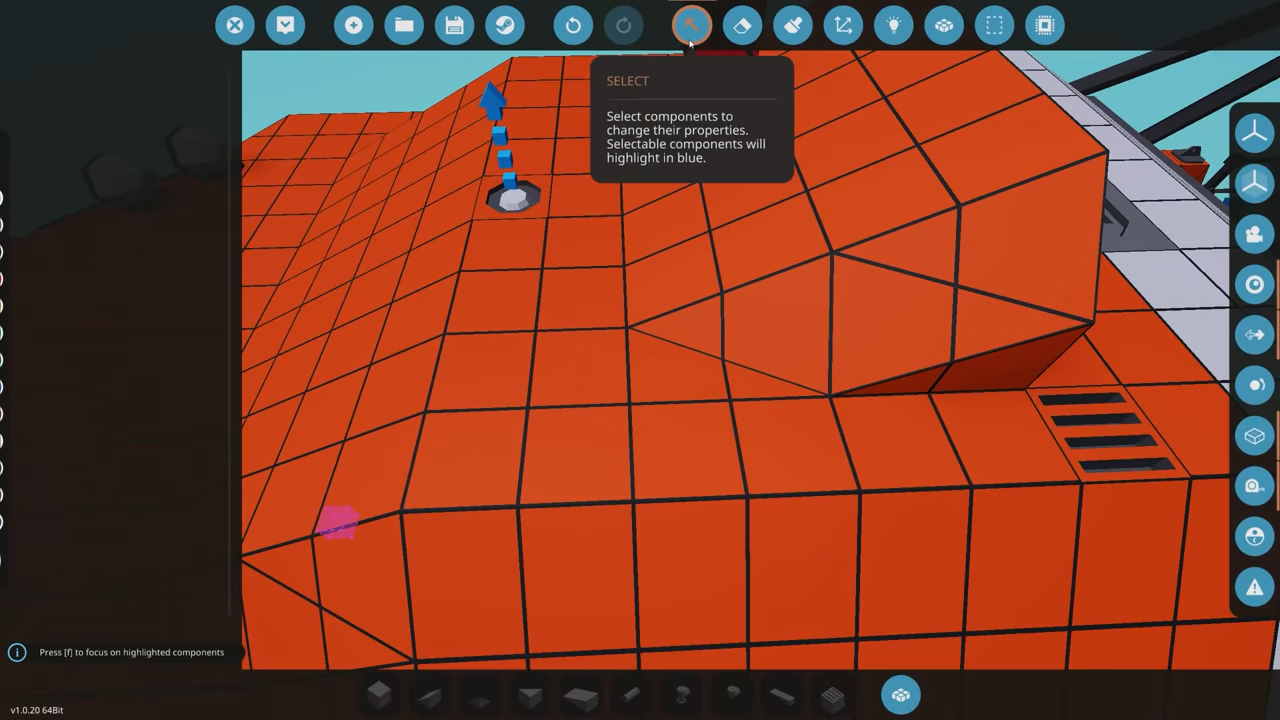 SELECT
Select components to
change their properties.
Selectable components will
highlight in blue.
Press [f] to focus on highlighted components
v1.0.20 64Bit